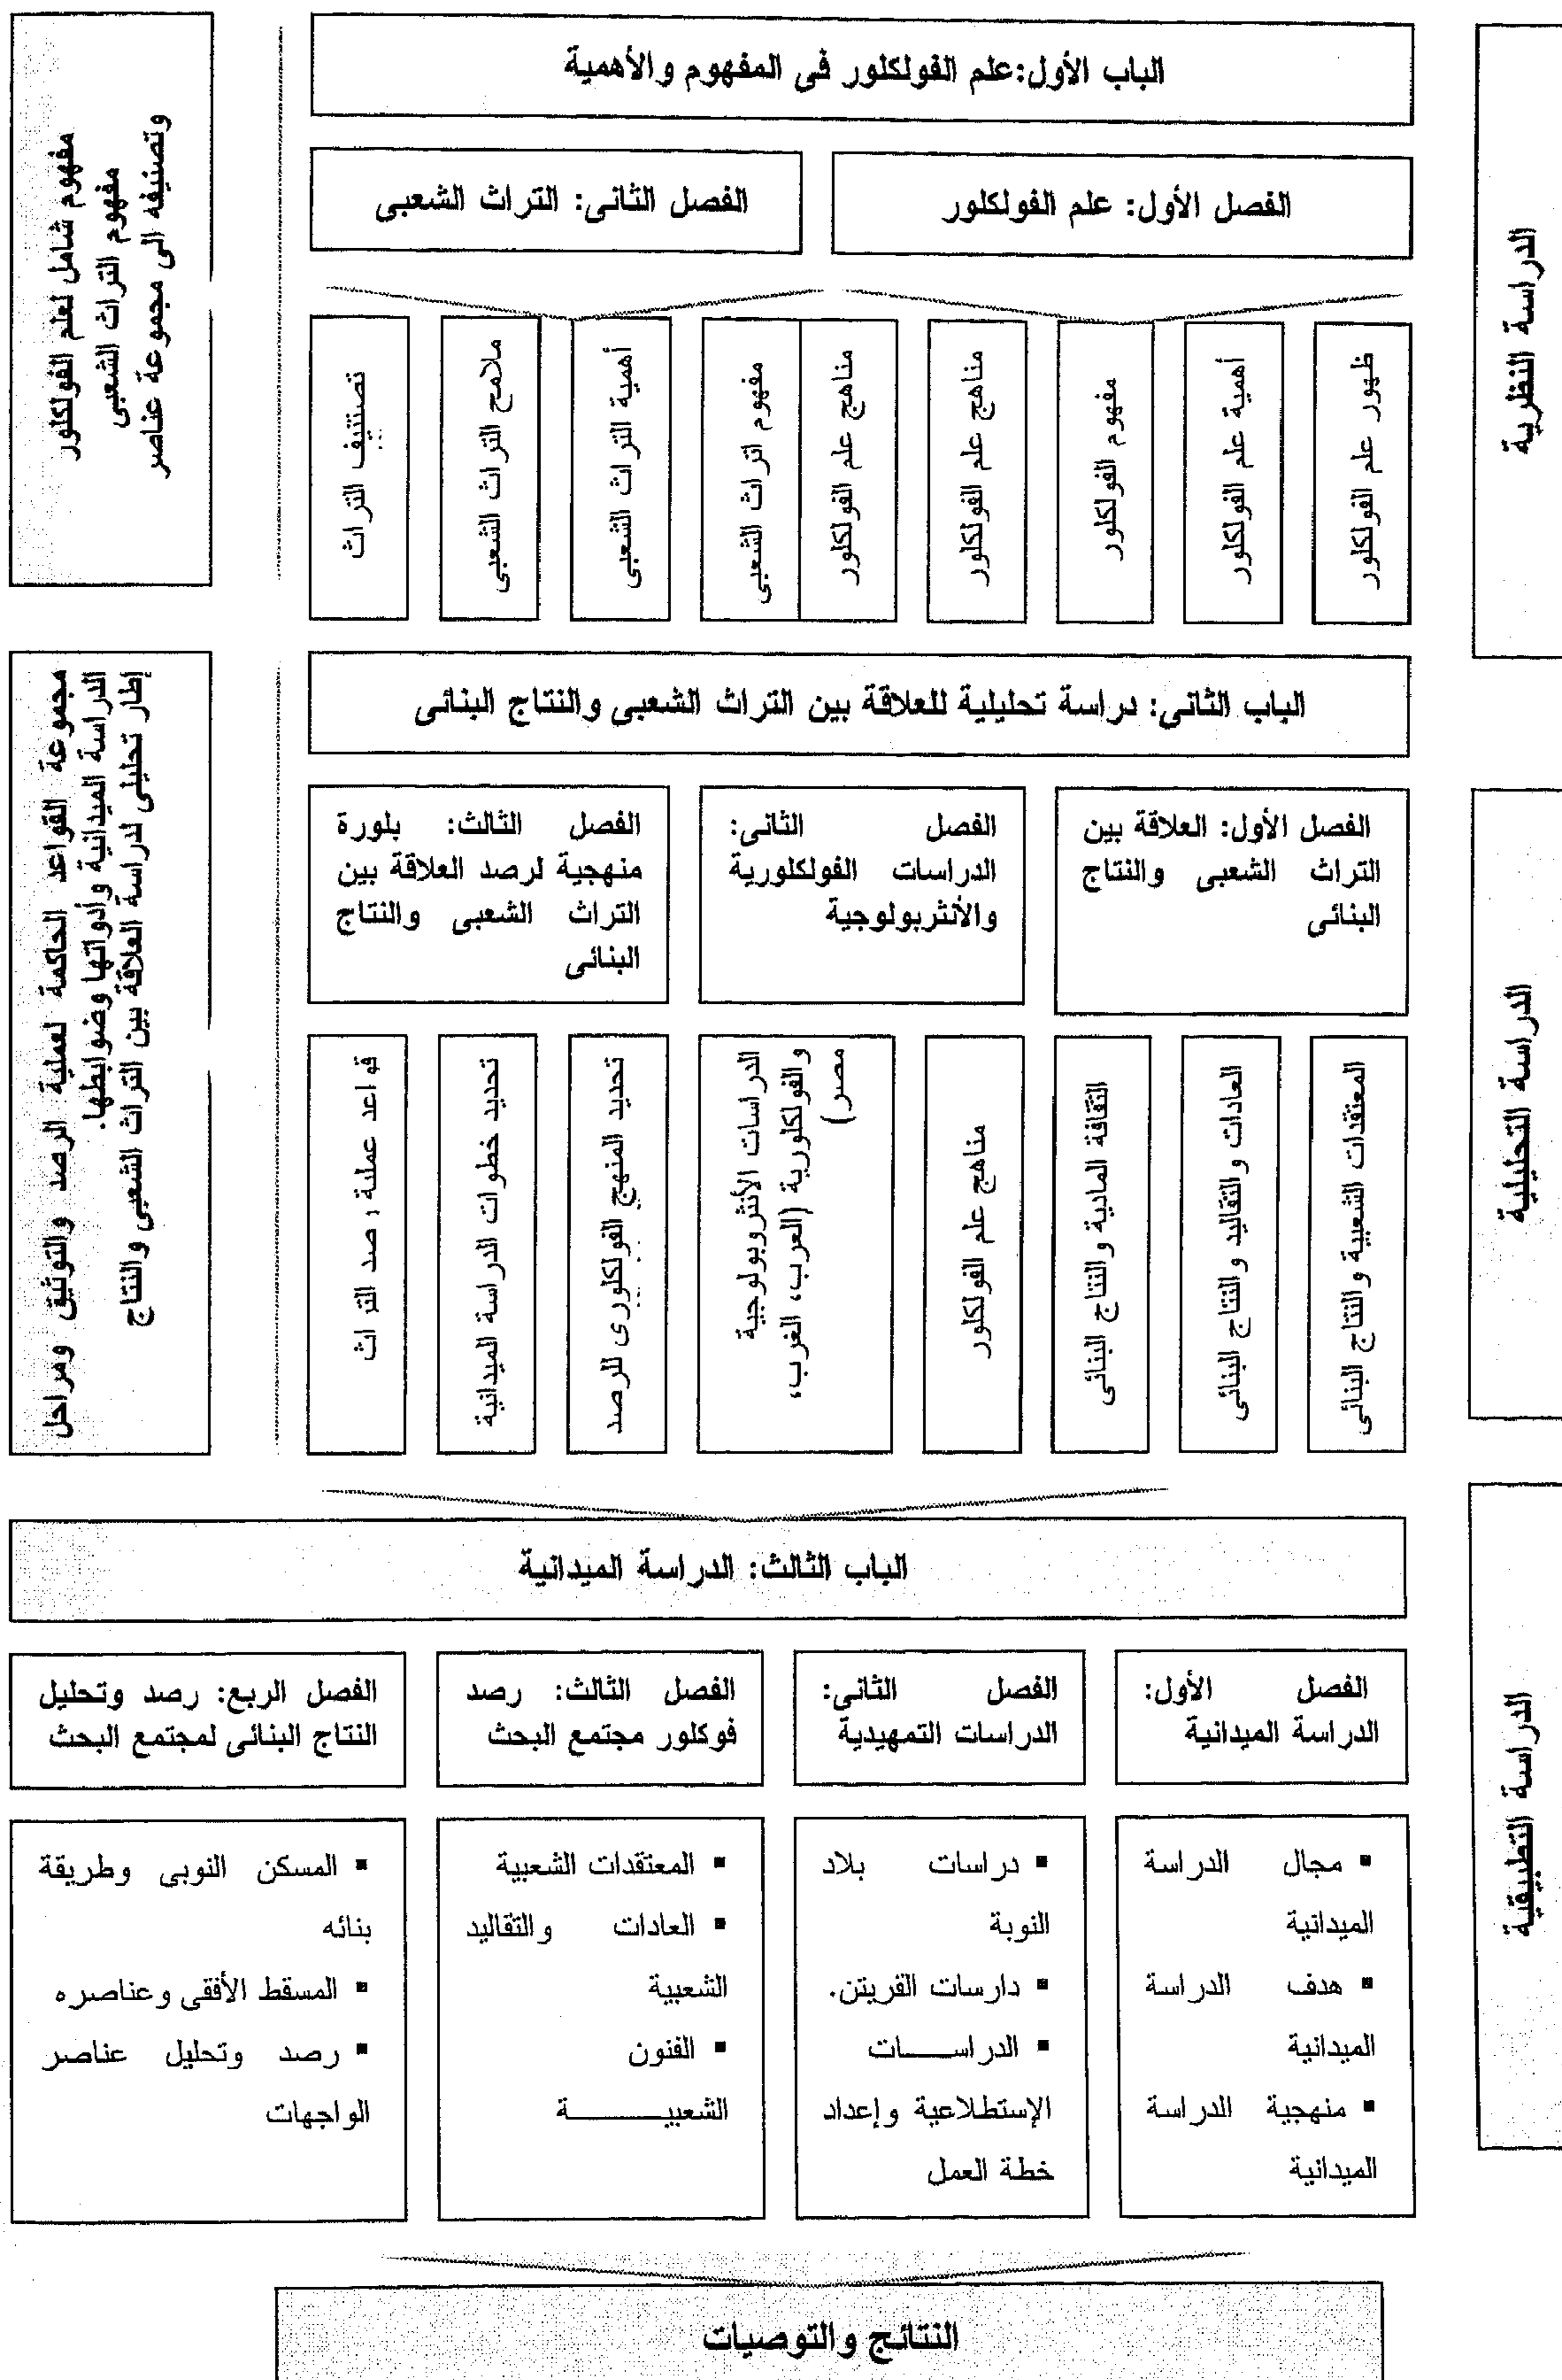 الدراسة النظرية
الباب الأول:علم الفولكلور فى المفهوم والأهمية
الفصل الأول: علم الفولكلور
الفصل الثانى: التراث الشعبى
ظهور علم الفولكلور
أهمية علم الفولكلور
مفهوم الفولكلور
مناهج علم الفولكلور
مناهج علم الفولكلور
مفهوم اتراث الشعبى
أهمية التراث الشعبى
ملامح التراث الشعبى
تصنيف التراث
مفهوم شامل لعلم الفولكلور
مفهوم التراث الشعبى
وتصنيفه الى مجموعة عناصر
الدراسة التحليلية
الباب الثانى: دراسة تحليلية للعلاقة بين التراث الشعبى والنتاج البنائى
الفصل الأول: العلاقة بين
التراث الشعبى والنتاج
البنائى
الفصل الثانى:
الدراسات الفولكلورية
والأنثربولوجية
الفصل الثالث: بلورة
منهجية لرصد العلاقة بين
التراث الشعبى والنتاج
البنائى
المعتقدات الشعبية والنتاج البنائى
العادات والتقاليد والنتاج البنائى
الثقافة المادية والنتاج البنائى
مناهج علم الفولكلور
الدراسات الأنثروبولوجية
والفولكلورية (العرب، الغرب،
مصر)
تحديد المنهج الفولكلورى للرصد
تحديد خطوات الدراسة الميدانية
قواعد عملية رصد التراث
مجموعة القواعد الحاكمة لعملية الرصد والتوثيق ومراحل
الدراسة الميدانية وأدواتها وضوابطها.
إطار تحليلى لدراسة العلاقة بين التراث الشعبى والنتاج
الدراسة التطبيقية
الباب الثالث: الدراسة الميدانية
الفصل الأول:
الدراسة الميدانية
الفصل الثانى:
الدراسات التمهيدية
الفصل الثالث: رصد
فوكلور مجتمع البحث
الفصل الربع: رصد وتحليل
النتاج البنائى لمجتمع البحث
▪ مجال الدراسة
الميدانية
▪ هدف الدراسة
الميدانية
▪ منهجية الدراسة
الميدانية
▪ دراسات بلاد
النوبة
▪ دارسات القريتن.
▪ الدراســـات
الإستطلاعية وإعداد
خطة العمل
▪ المعتقدات الشعبية
▪ العادات والتقاليد
الشعبية
▪ الفنون
الشعبيـــــــة
▪ المسكن النوبى وطريقة
بنائه
▪ المسقط الأفقى وعناصره
▪ رصد وتحليل عناصر
الواجهات
النتائج والتوصيات